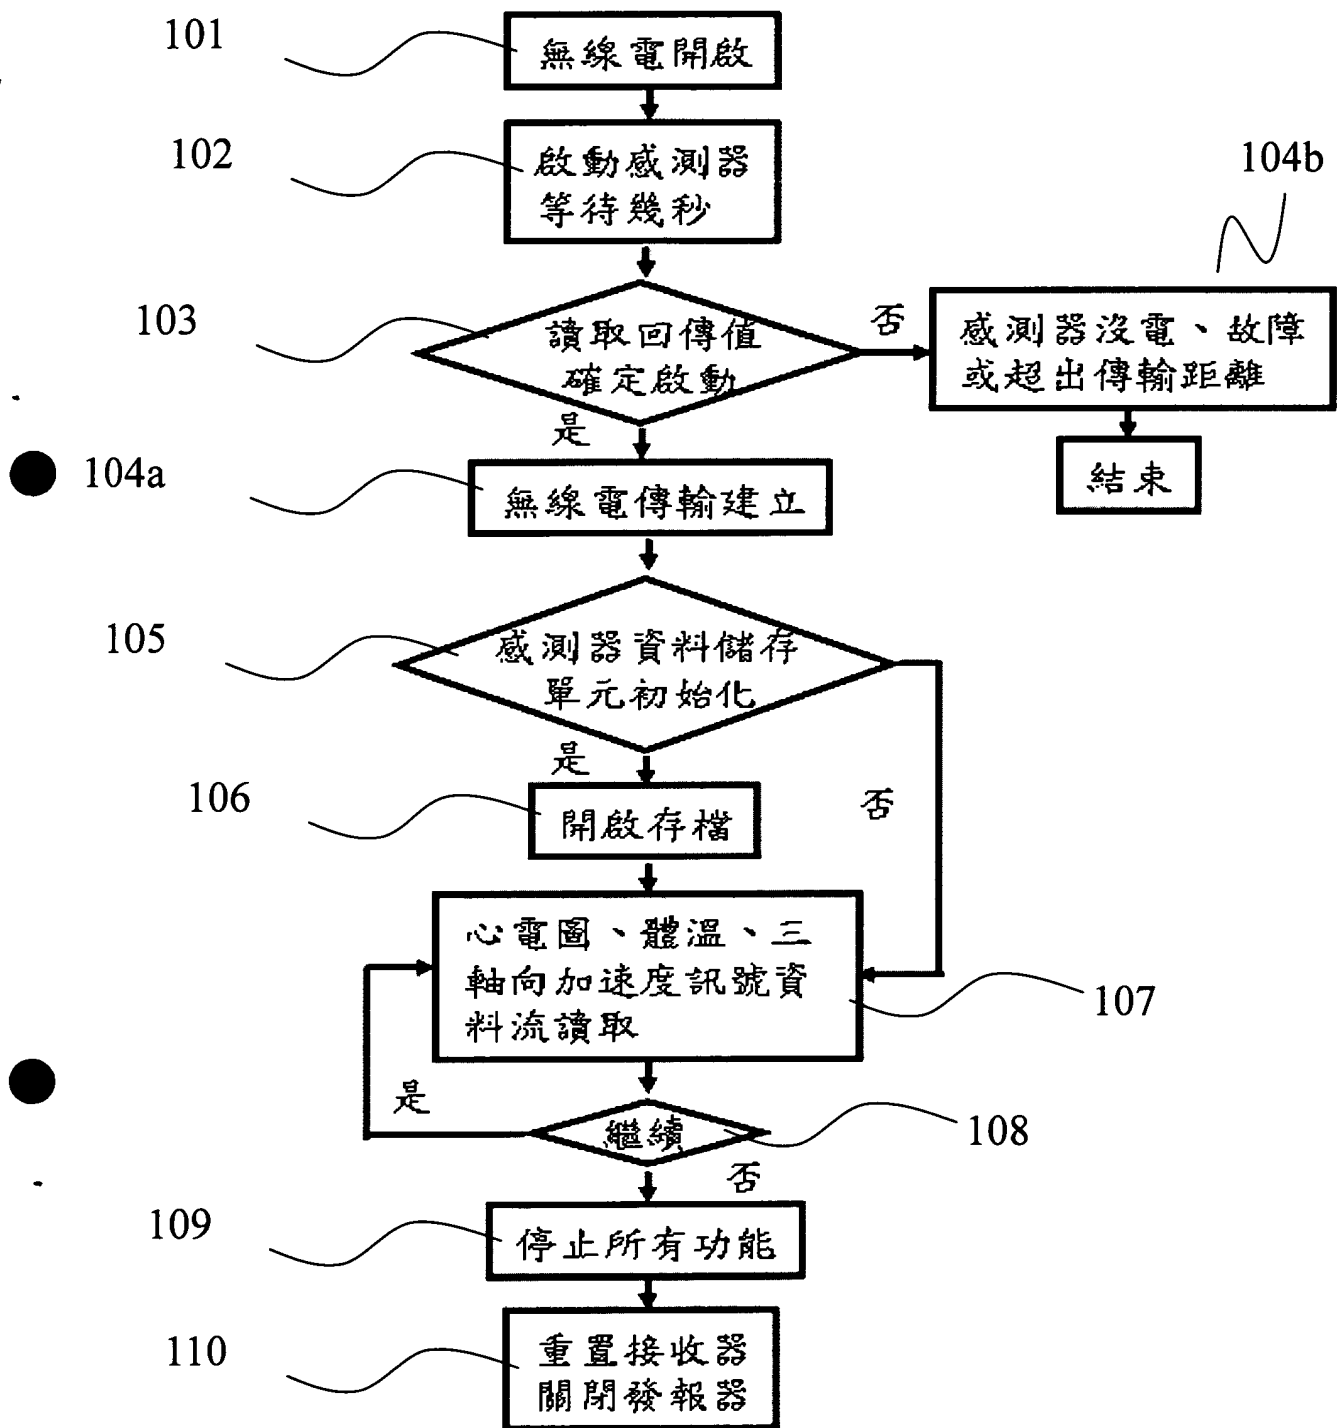 101
無線電開啟
102
啟動感測器
等待幾秒
104b
103
讀取回傳值
確定啟動
否
感測器沒電、故障
或超出傳輸距離
是
結束
104a
無線電傳輸建立
105
感測器資料儲存
單元初始化
是
106
開啟存檔
否
心電圖、體溫、三
軸向加速度訊號資
料流讀取
107
是
繼續
108
否
109
停止所有功能
110
重置接收器
關閉發報器